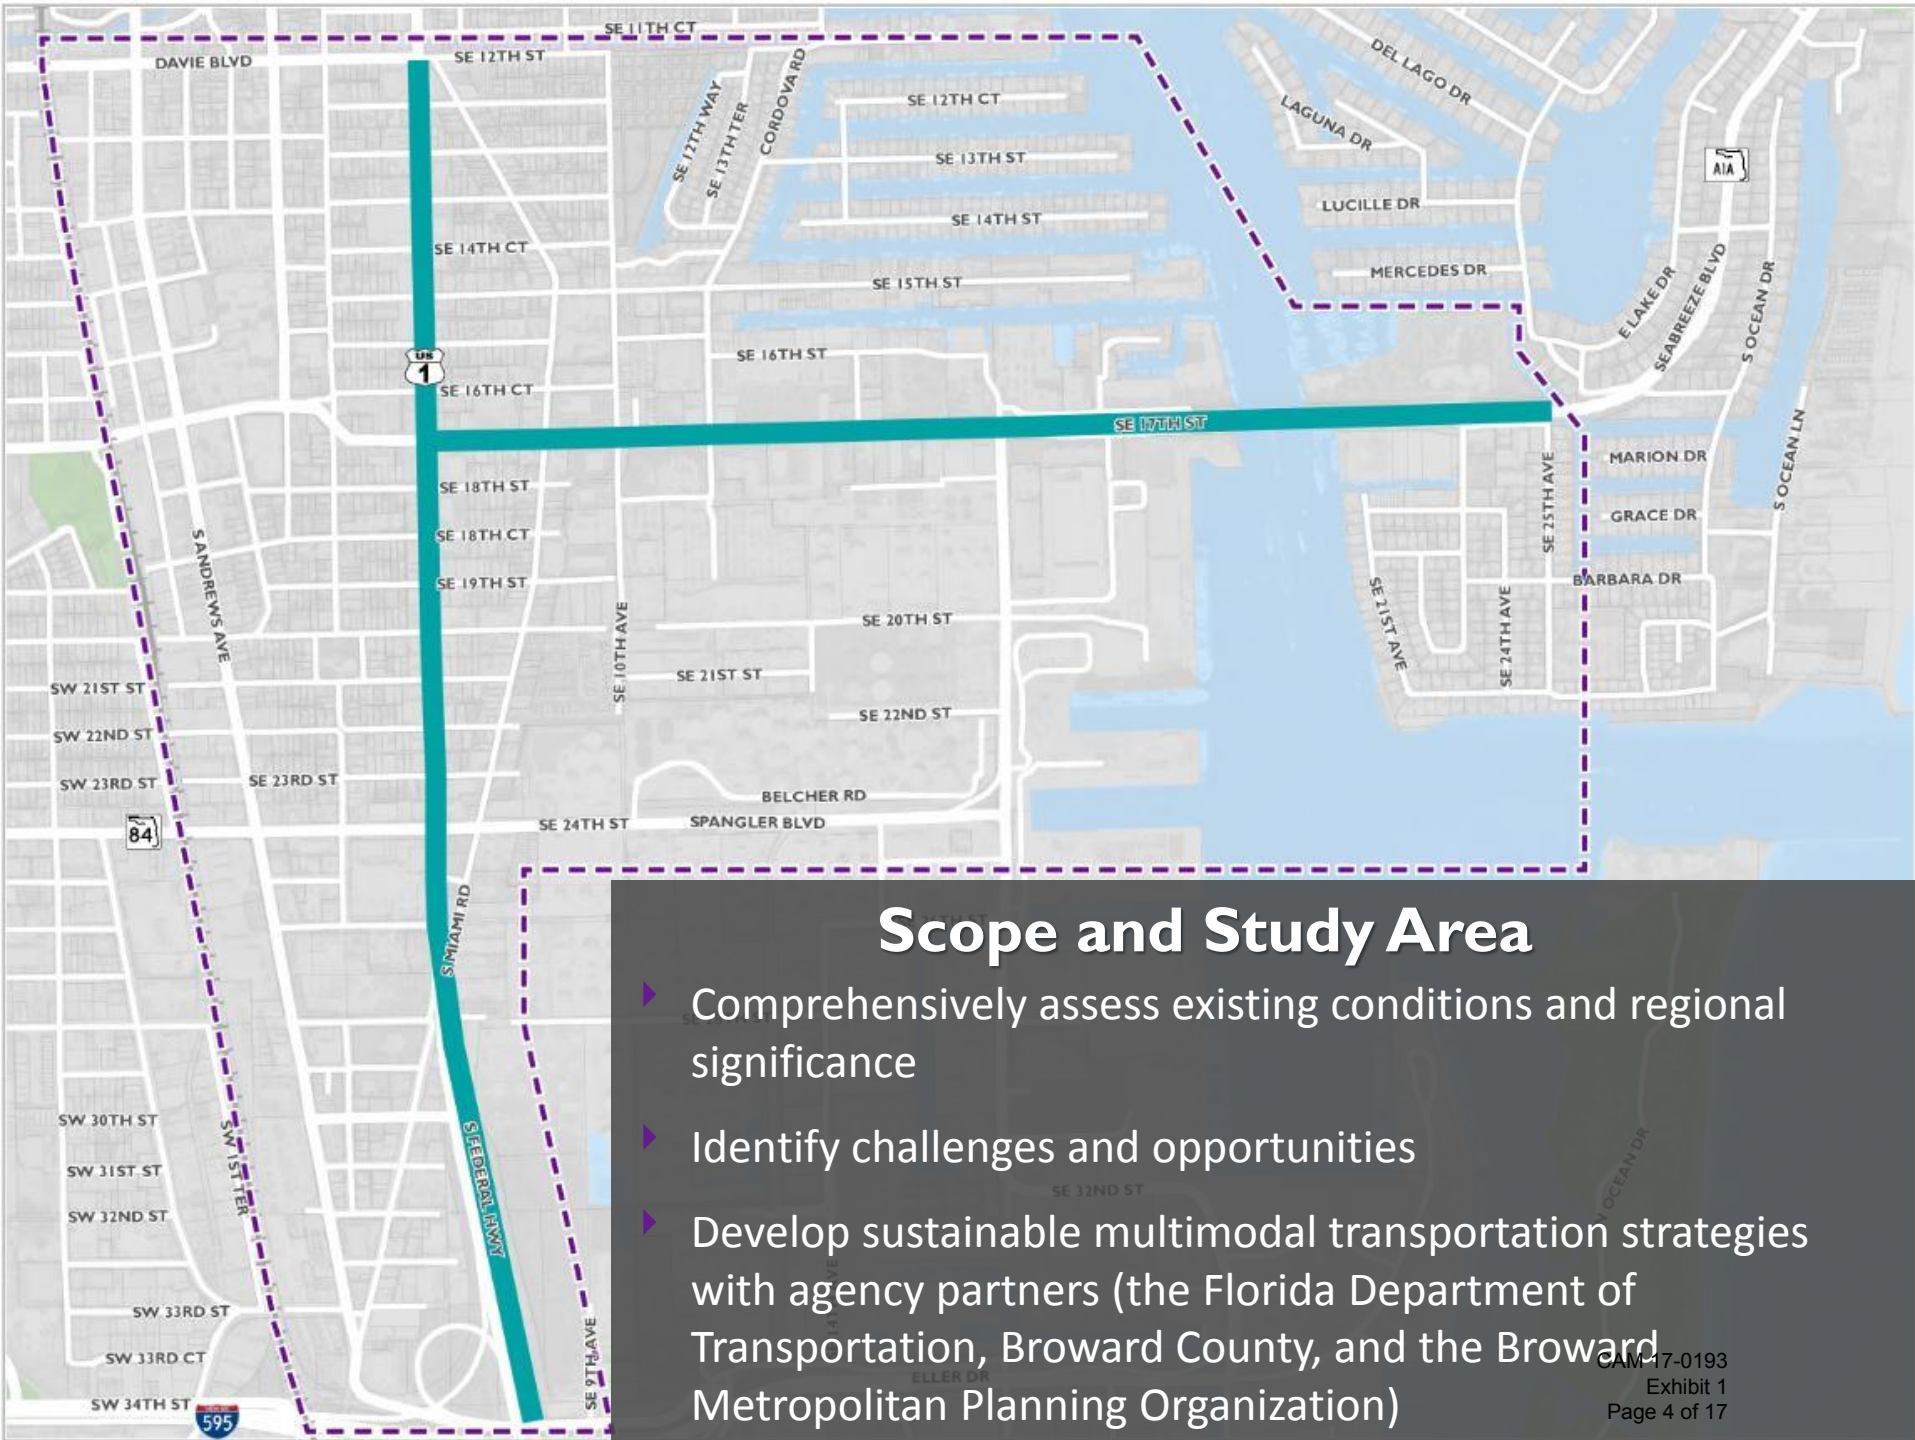 SE 11TH CT
DAVIE BLVD
SE 12TH ST
DEL LAGO DR
SE 12TH WAY
SE 13TH TER
CORDOVA RD
SE 12TH CT
LAGUNA DR
SE 13TH ST
A1A
LUCILLE DR
SE 14TH ST
SE 14TH CT
MERCEDES DR
SE 15TH ST
E LAKE DR
SEABREEZE BLVD
S OCEAN DR
US
1
SE 16TH ST
SE 16TH CT
SE 17TH ST
S OCEAN LN
MARION DR
SE 18TH ST
SE 25TH AVE
GRACE DR
SE 18TH CT
S ANDREWS AVE
SE 19TH ST
BARBARA DR
SE 21ST AVE
SE 24TH AVE
SE 10TH AVE
SE 20TH ST
SE 21ST ST
SW 21ST ST
SE 22ND ST
SW 22ND ST
SW 23RD ST
SE 23RD ST
BELCHER RD
84
SE 24TH ST
SPANGLER BLVD
S MIAMI RD
Scope and Study Area
Comprehensively assess existing conditions and regional
significance
SW 30TH ST
SW 1ST TER
S FEDERAL HWY
Identify challenges and opportunities
SW 31ST ST
SE 32ND ST
N OCEAN DR
SW 32ND ST
Develop sustainable multimodal transportation strategies
with agency partners (the Florida Department of
SW 33RD ST
Transportation, Broward County, and the Broward
SW 33RD CT
SE 9TH AVE
ELLER DR
Metropolitan Planning Organization)
SW 34TH ST
595
CAM 17-0193
Exhibit 1
Page 4 of 17